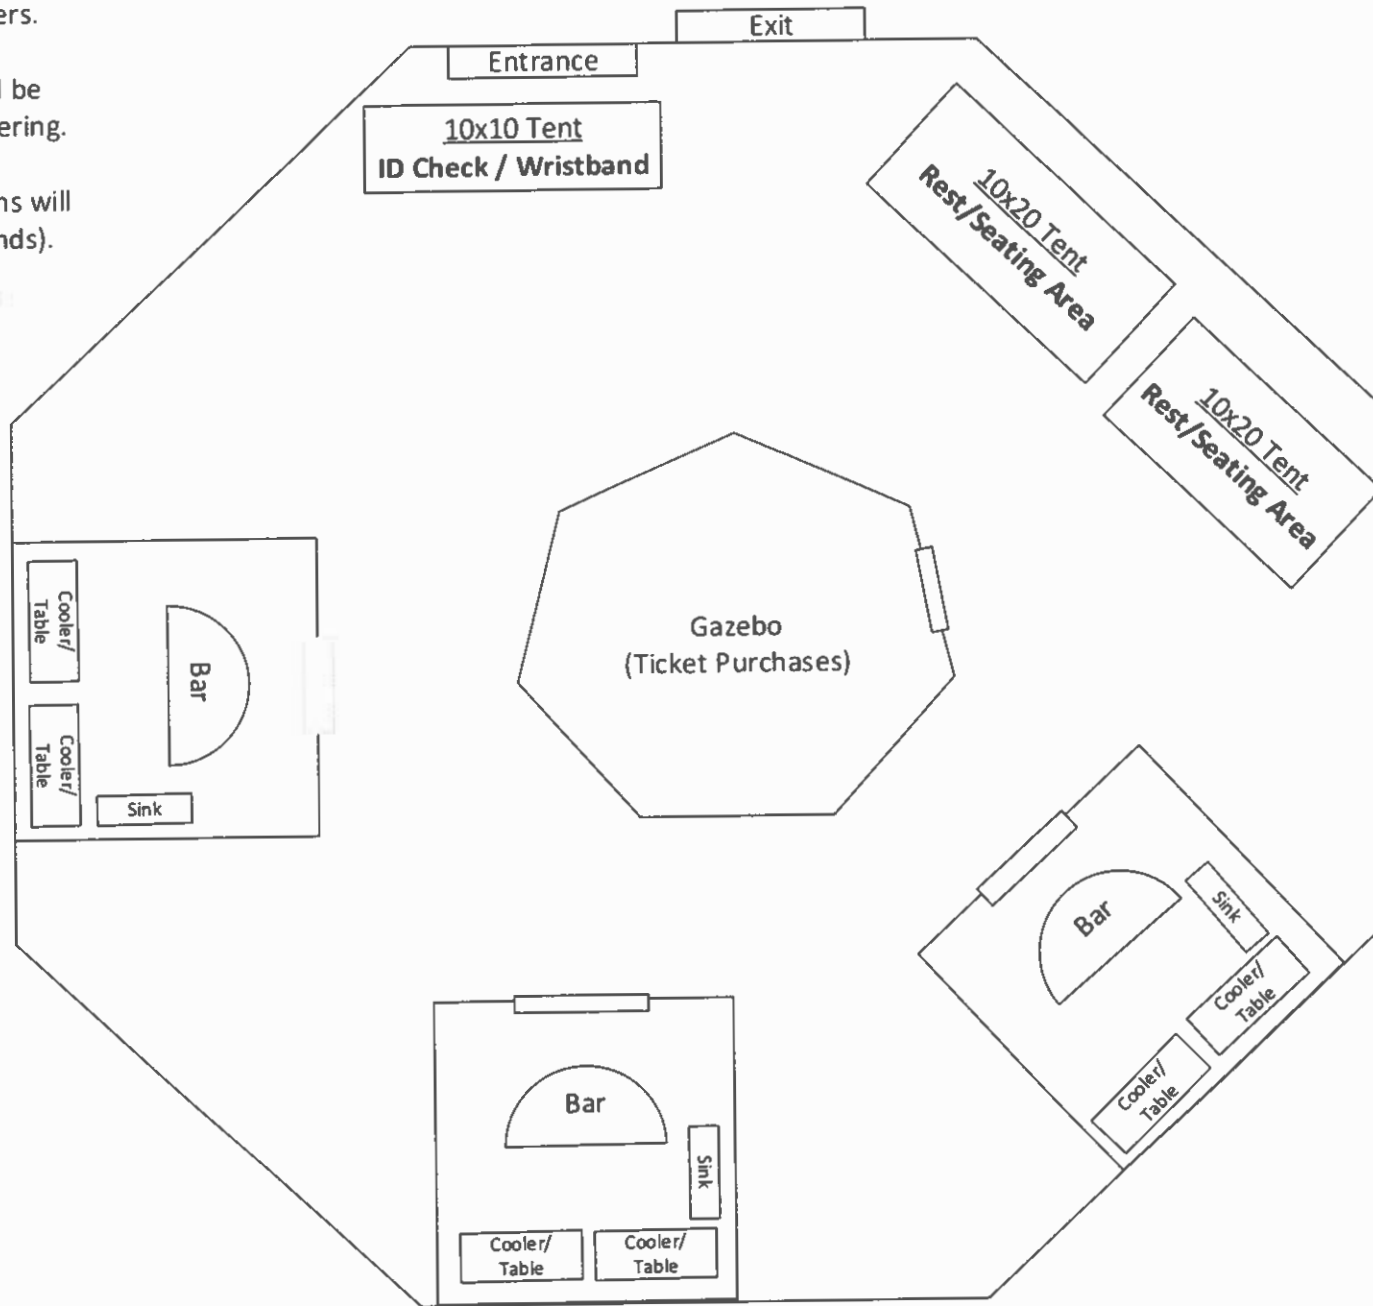 ers.
l be
ering.
ns will
nds).
Exit
Entrance
10x10 Tent
ID Check / Wristband
10x20 Tent
Rest/Seating Area
10x20 Tent
Rest/Seating Area
Gazebo
(Ticket Purchases)
Cooler/
Table
Bar
Cooler/
Table
Sink
Bar
Sink
Cooler/
Table
Cooler/
Table
Bar
Sink
Cooler/
Table
Cooler/
Table